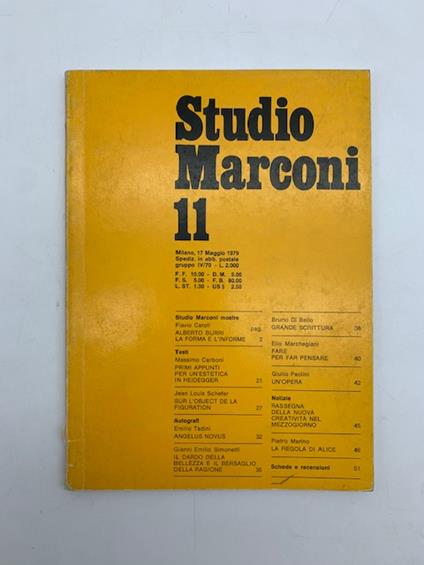 Studio
Marconi
11
Milano, 17 Maggio 1979
Spediz. in abb. postale
gruppo IV/70 - L. 2.000
F. F. 10.00 - D. M. 5.00
F. S. 5.00 - F. B. 80.00
L. ST. 1.30 - US $ 2.50
Studio Marconi mostre
Flavio Caroli pag.
ALBERTO BURRI
LA FORMA E L'INFORME 2
Testi
Massimo Carboni
PRIMI APPUNTI
PER UN'ESTETICA
IN HEIDEGGER 21
Jean Louis Schefer
SUR L'OBJECT DE LA
FIGURATION 27
Autografi
Emilio Tadini
ANGELUS NOVUS 32
Gianni Emilio Simonetti
IL DARDO DELLA
BELLEZZA E IL BERSAGLIO
DELLA RAGIONE 35
Bruno Di Bello
GRANDE SCRITTURA 38
Elio Marchegiani
FARE
PER FAR PENSARE 40
Giulio Paolini
UN'OPERA 42
Notizie
RASSEGNA
DELLA NUOVA
CREATIVITÀ NEL
MEZZOGIORNO 45
Pietro Marino
LA REGOLA DI ALICE 46
Schede e recensioni 51